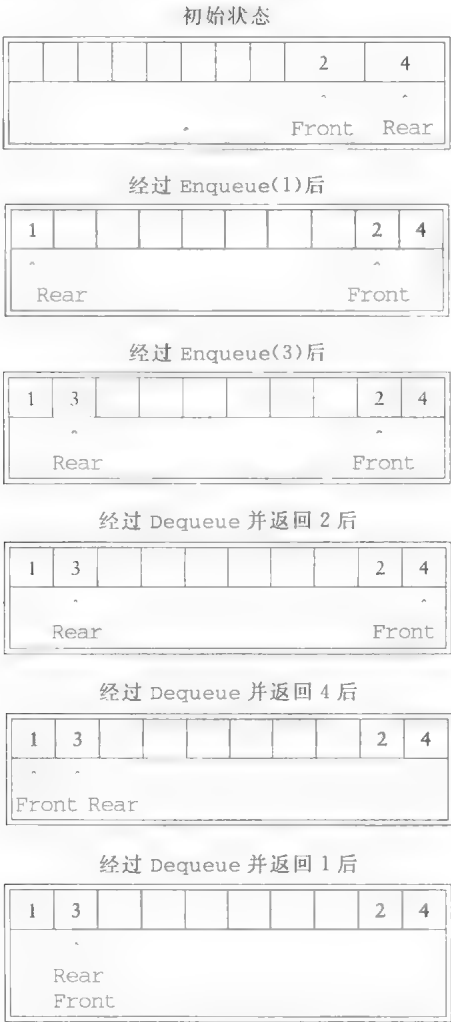 初始状态
2 4
Front Rear
经过 Enqueue(1)后
1 2 4
Rear Front
经过 Enqueue(3)后
1 3 2 4
Rear Front
经过 Dequeue 并返回 2 后
1 3 2 4
Rear Front
经过 Dequeue 并返回 4 后
1 3 2 4
Front Rear
经过 Dequeue 并返回 1 后
1 3 2 4
Rear
Front